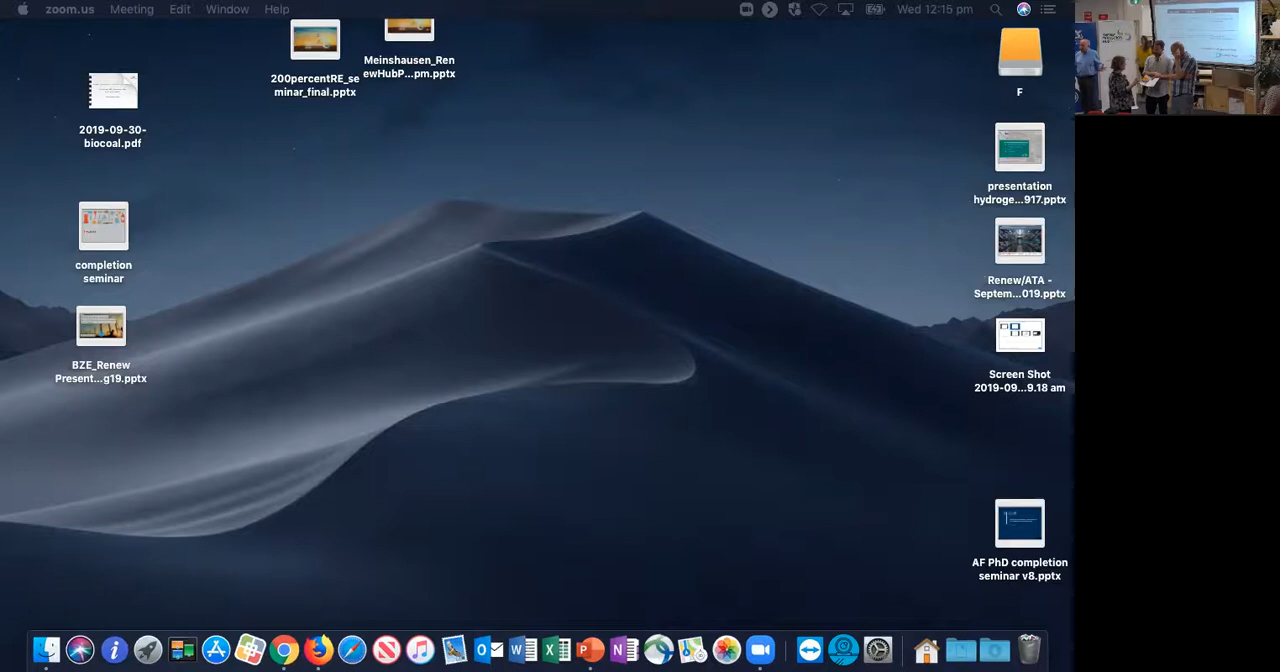 zoom.us Meeting Edit Window Help Wed 12:15 pm
200percentRE_se
minar_final.pptx
Meinshausen_Ren
ewHubP...pm.pptx
F
2019-09-30-
biocoal.pdf
presentation
hydroge...917.pptx
completion
seminar
Renew/ATA -
Septem...019.pptx
BZE_Renew
Present...g19.pptx
Screen Shot
2019-09...9.18 am
AF PhD completion
seminar v8.pptx